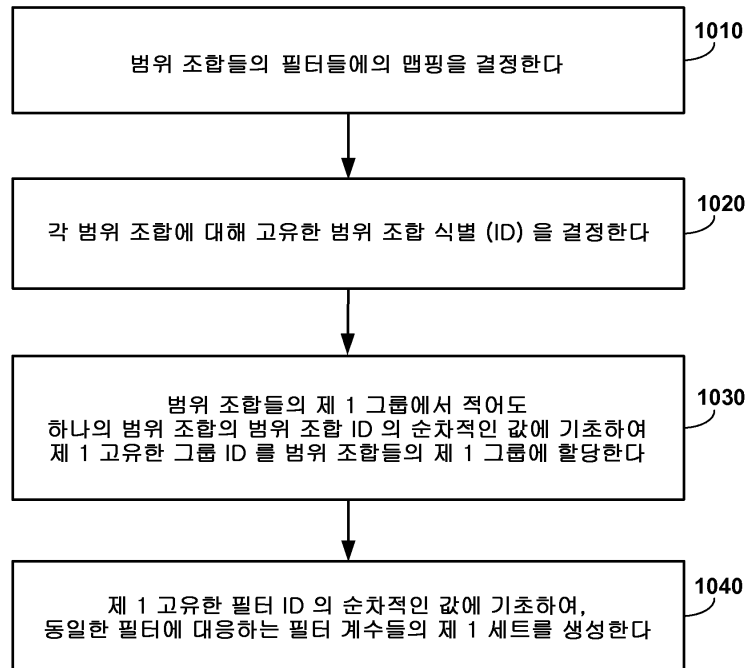 범위 조합들의 필터들에의 맵핑을 결정한다
1010
각 범위 조합에 대해 고유한 범위 조합 식별 (ID) 을 결정한다
1020
범위 조합들의 제 1 그룹에서 적어도
하나의 범위 조합의 범위 조합 ID 의 순차적인 값에 기초하여
제 1 고유한 그룹 ID 를 범위 조합들의 제 1 그룹에 할당한다
1030
제 1 고유한 필터 ID 의 순차적인 값에 기초하여,
동일한 필터에 대응하는 필터 계수들의 제 1 세트를 생성한다
1040